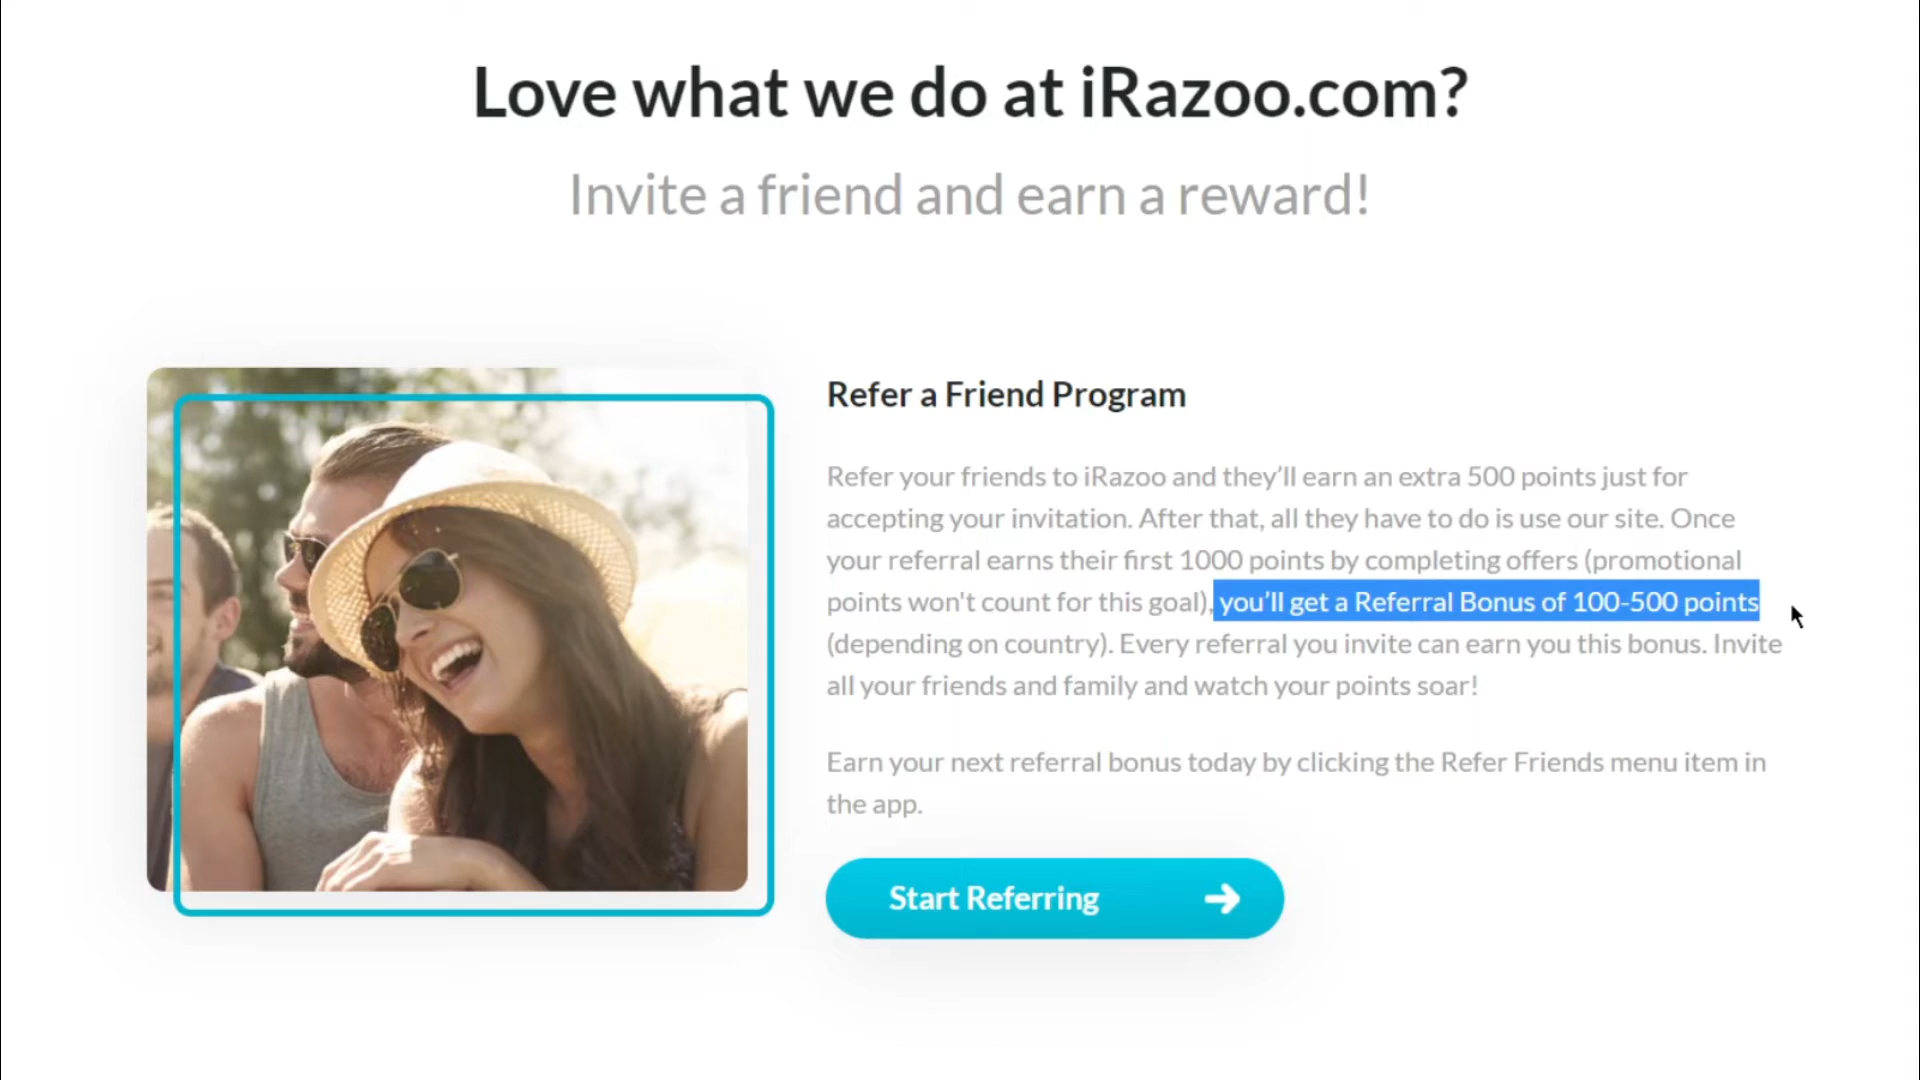 Love what we do at iRazoo.com?
Invite a friend and earn a reward!
Refer a Friend Program
Refer your friends to iRazoo and they’ll earn an extra 500 points just for
accepting your invitation. After that, all they have to do is use our site. Once
your referral earns their first 1000 points by completing offers (promotional
points won't count for this goal), you’ll get a Referral Bonus of 100-500 points
(depending on country). Every referral you invite can earn you this bonus. Invite
all your friends and family and watch your points soar!
Earn your next referral bonus today by clicking the Refer Friends menu item in
the app.
Start Referring